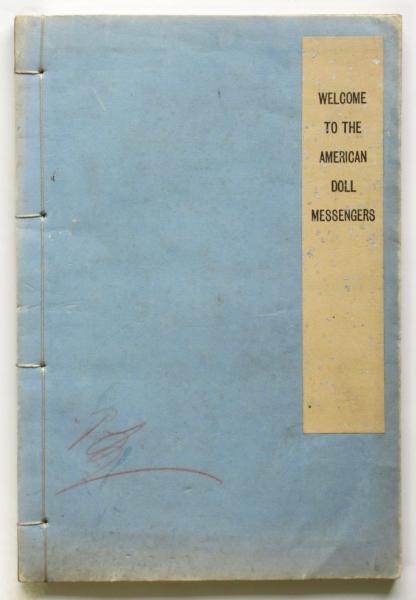 WELCOME
TO THE
AMERICAN
DOLL
MESSENGERS